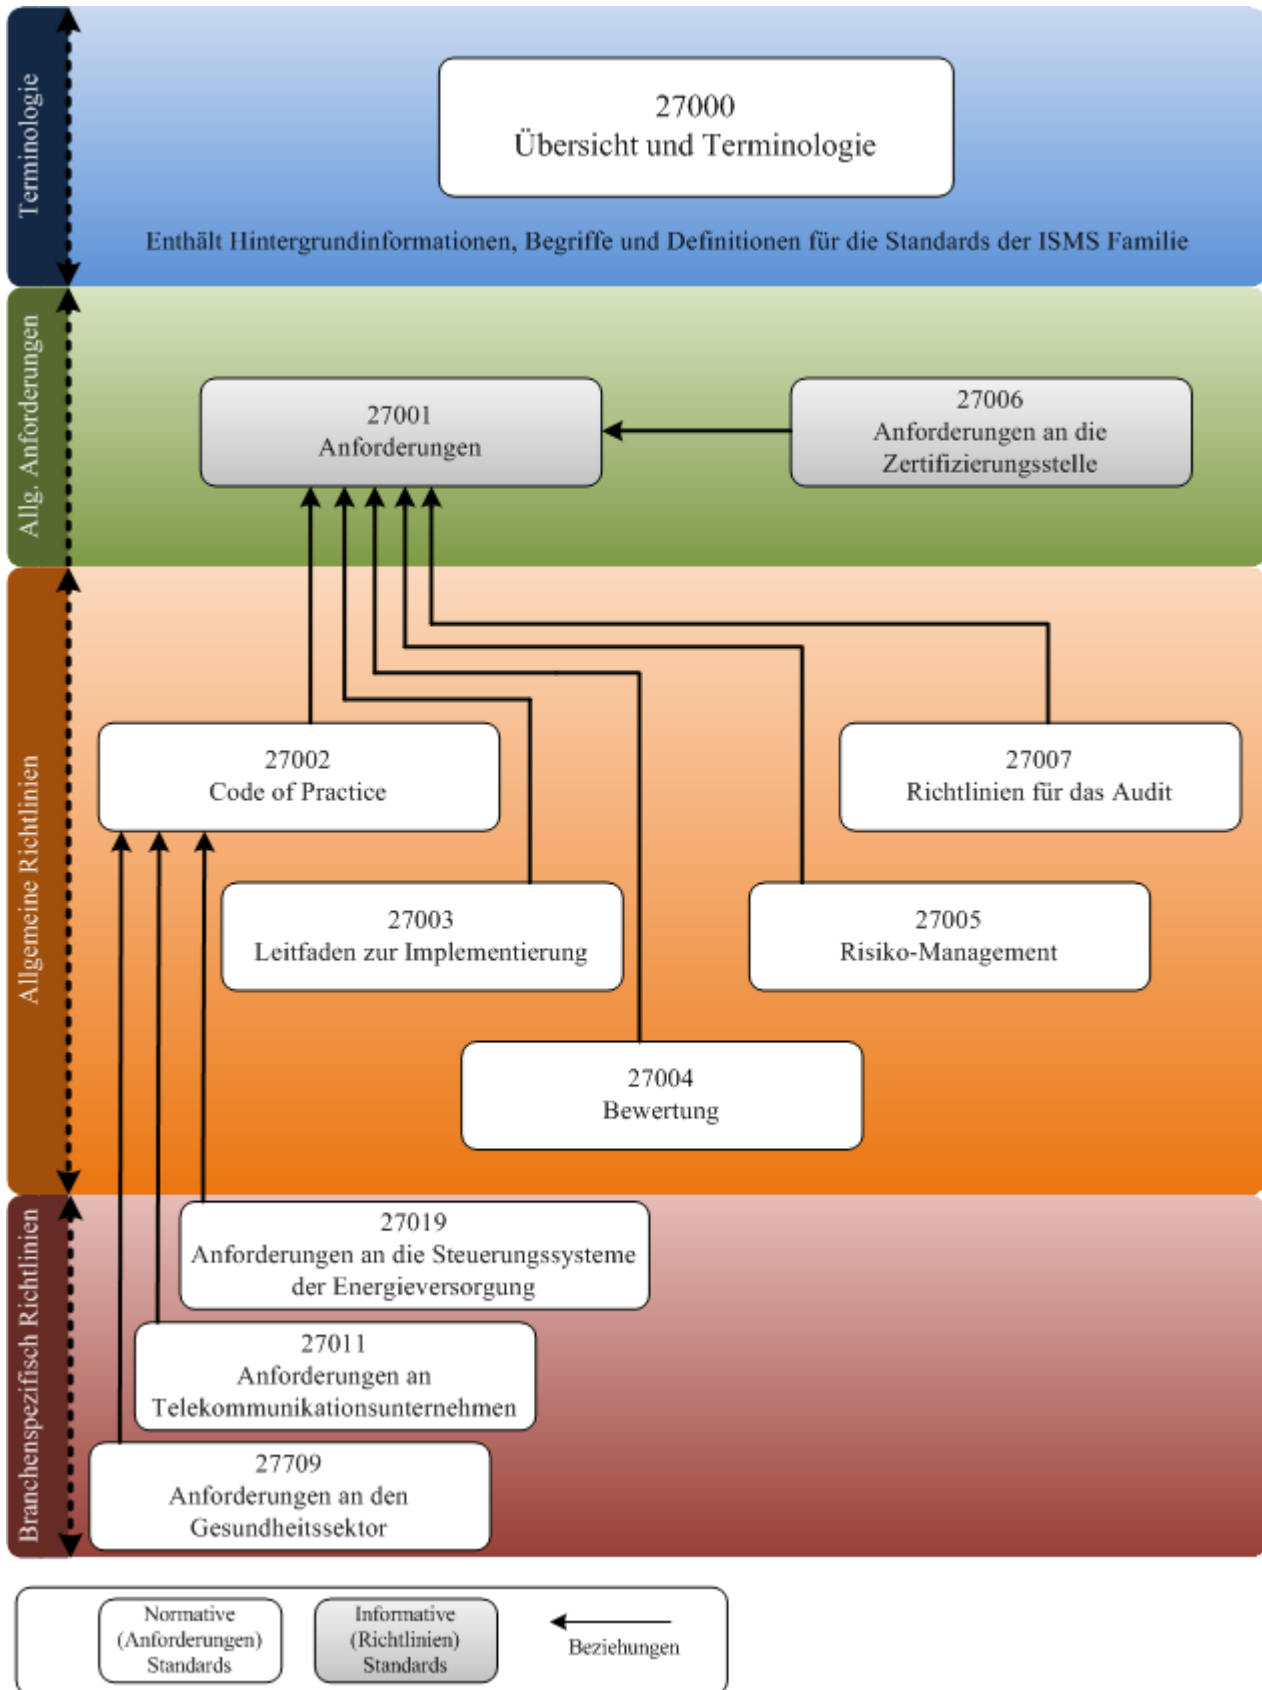 Terminologie
27000
Übersicht und Terminologie
Enthält Hintergrundinformationen, Begriffe und Definitionen für die Standards der ISMS Familie
Allg. Anforderungen
27001
Anforderungen
27006
Anforderungen an die
Zertifizierungsstelle
Allgemeine Richtlinien
27002
Code of Practice
27007
Richtlinien für das Audit
27003
Leitfaden zur Implementierung
27005
Risiko-Management
27004
Bewertung
Branchenspezifisch Richtlinien
27019
Anforderungen an die Steuerungssysteme
der Energieversorgung
27011
Anforderungen an
Telekommunikationsunternehmen
27709
Anforderungen an den
Gesundheitssektor
Normative
(Anforderungen)
Standards
Informative
(Richtlinien)
Standards
Beziehungen